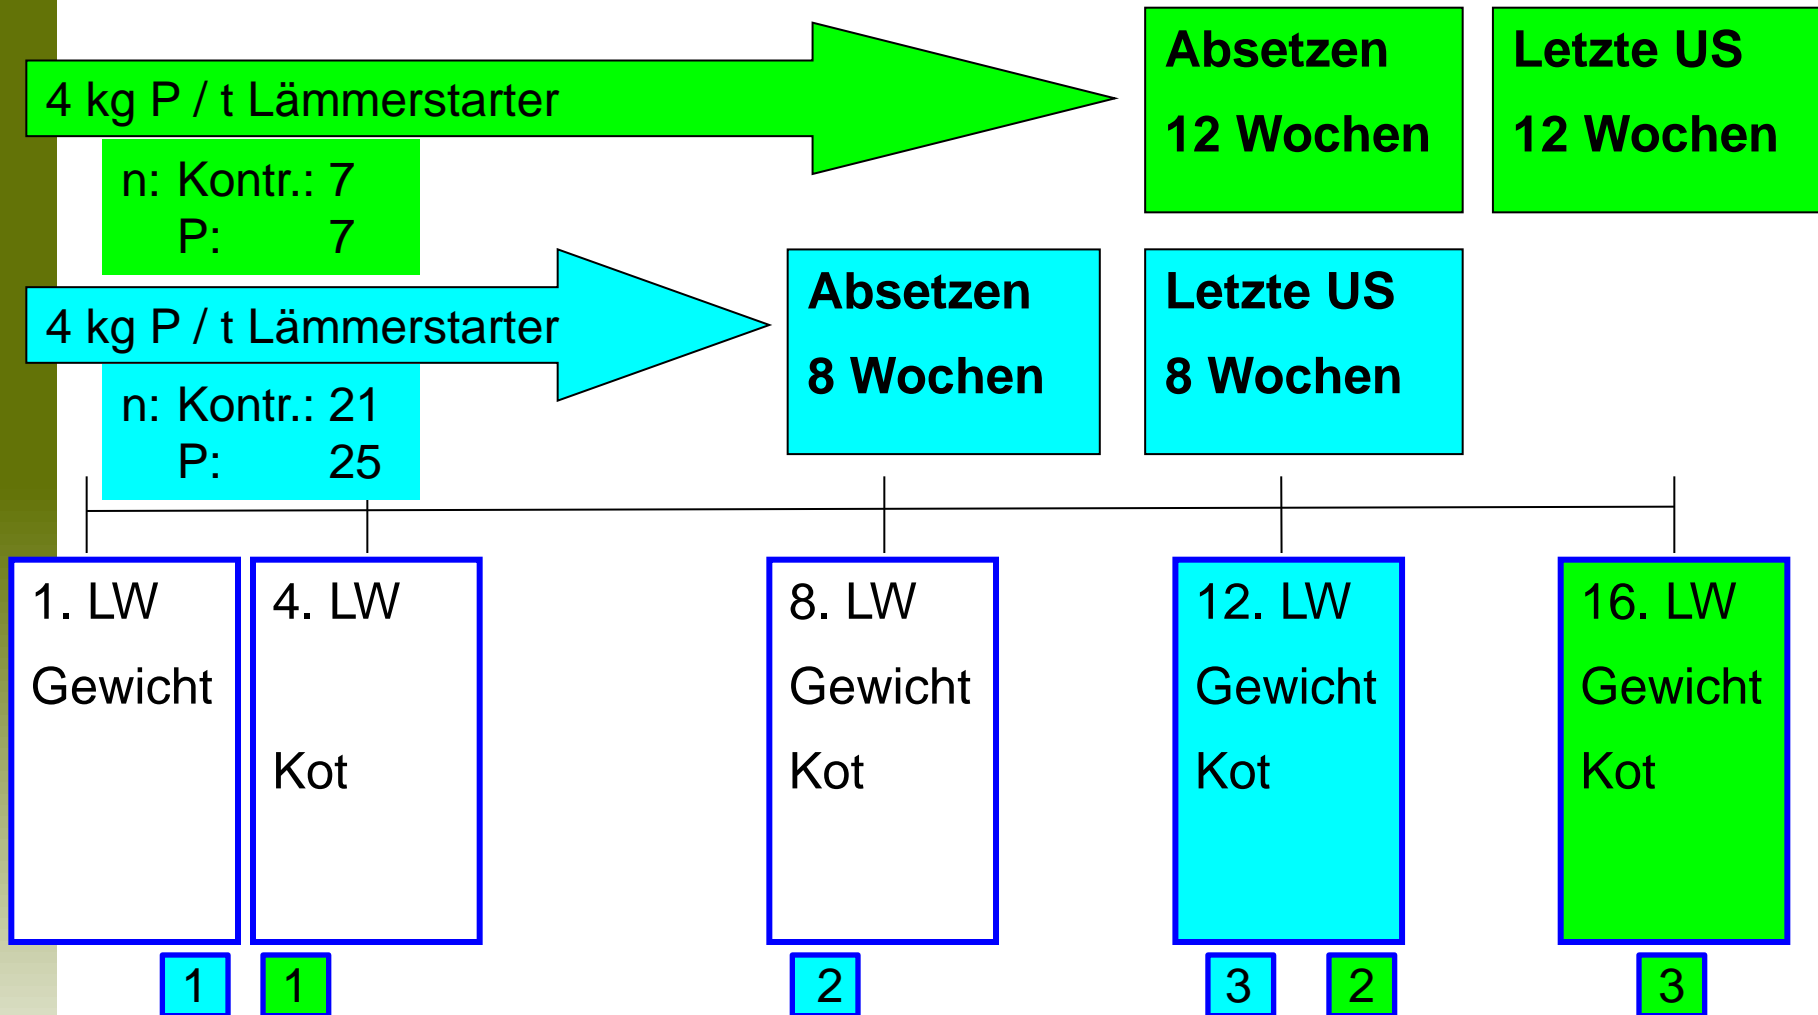 4 kg P / t Lämmerstarter
n: Kontr.: 7
P: 7
Absetzen
12 Wochen
Letzte US
12 Wochen
4 kg P / t Lämmerstarter
n: Kontr.: 21
P: 25
Absetzen
8 Wochen
Letzte US
8 Wochen
1. LW
Gewicht
4. LW
Kot
8. LW
Gewicht
Kot
12. LW
Gewicht
Kot
16. LW
Gewicht
Kot
1
1
2
3
2
3